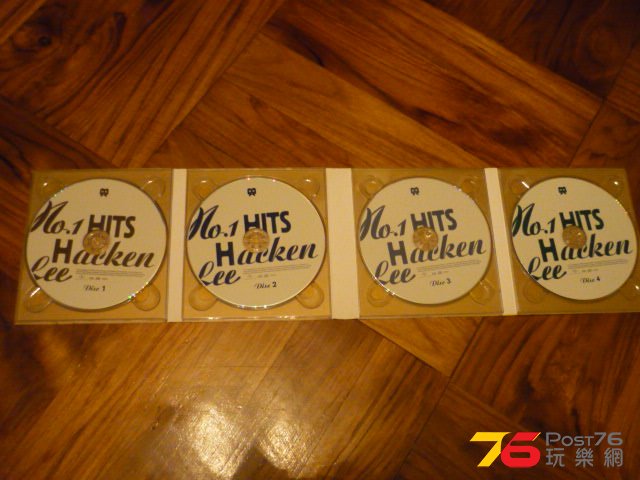 No.1 HITS
Hacken
Lee
Disc 1
No.1 HITS
Hacken
Lee
Disc 2
No.1 HITS
Hacken
Lee
Disc 3
No.1 HITS
Hacken
Lee
Disc 4
76 POST76
玩樂網